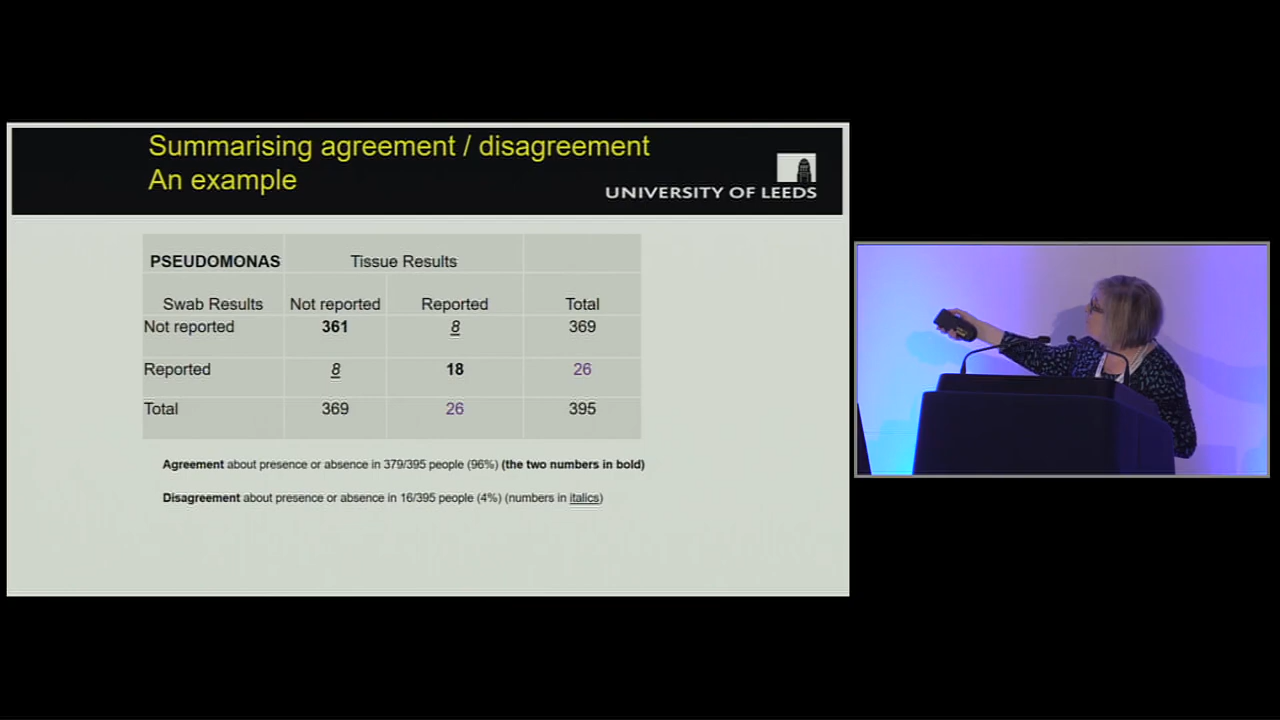 Summarising agreement / disagreement
An example
UNIVERSITY OF LEEDS
PSEUDOMONAS Tissue Results
Swab Results Not reported Reported Total
Not reported 361 8 369
Reported 8 18 26
Total 369 26 395
Agreement about presence or absence in 379/395 people (96%) (the two numbers in bold)
Disagreement about presence or absence in 16/395 people (4%) (numbers in italics)